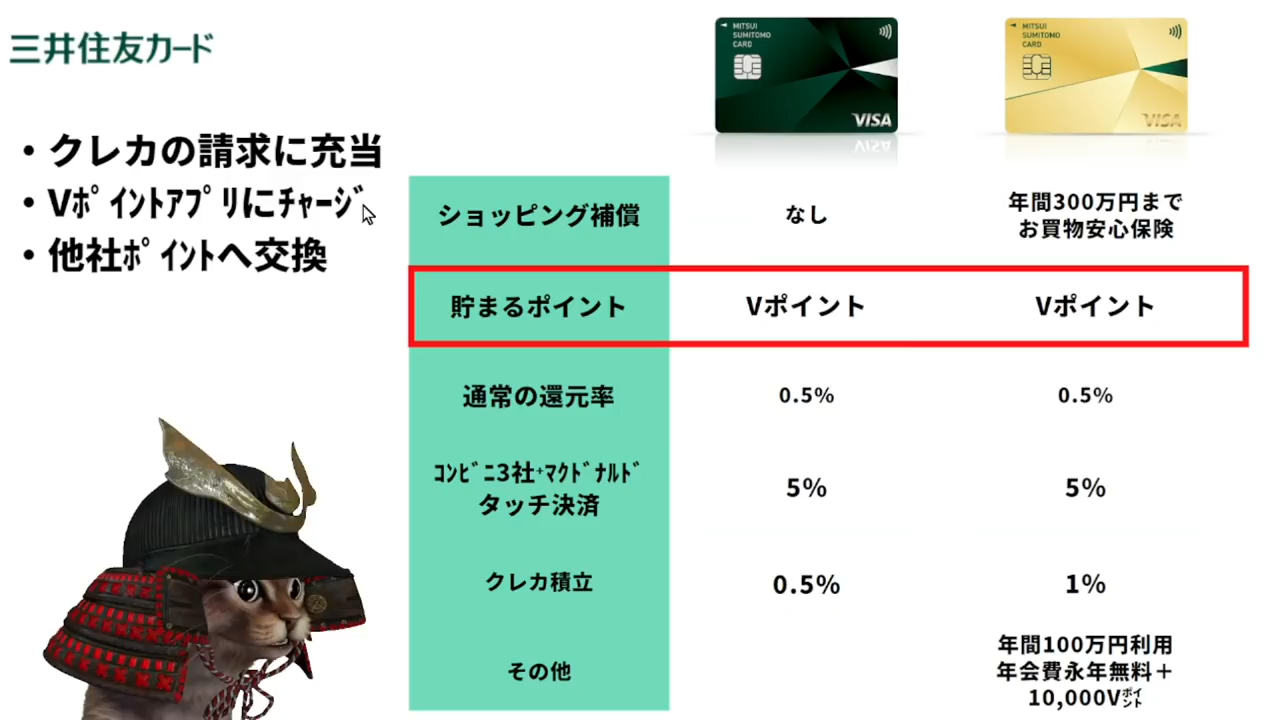 三井住友カード
・クレカの請求に充当
・Vﾎﾟｲﾝﾄｱﾌﾟﾘにﾁｬｰｼﾞ
・他社ﾎﾟｲﾝﾄへ交換
MITSUI
SUMITOMO
CARD
VISA
MITSUI
SUMITOMO
CARD
VISA
ショッピング補償
なし
年間300万円まで
お買物安心保険
貯まるポイント
Vポイント
Vポイント
通常の還元率
0.5%
0.5%
ｺﾝﾋﾞﾆ3社+ﾏｸﾄﾞﾅﾙﾄﾞ
タッチ決済
5%
5%
クレカ積立
0.5%
1%
その他
年間100万円利用
年会費永年無料＋
10,000Vポイント